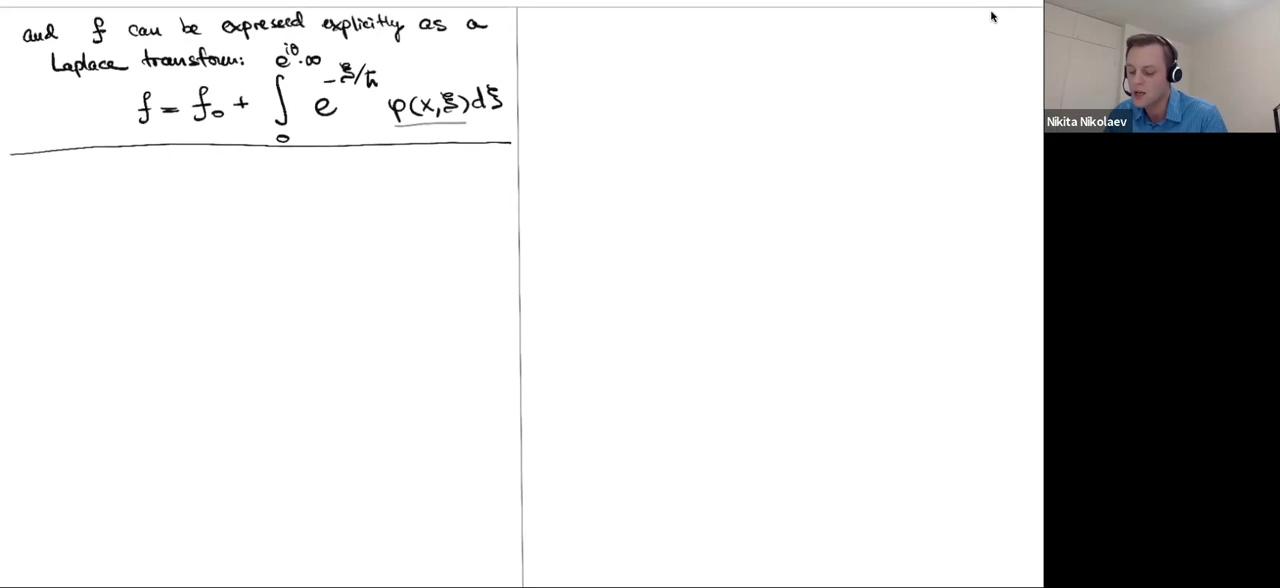 and f can be expressed explicitly as a
Laplace transform:
f = f₀ + ∫₀^{e^{iθ}·∞} e^{-ξ/ħ} φ(x,ξ)dξ
Nikita Nikolaev